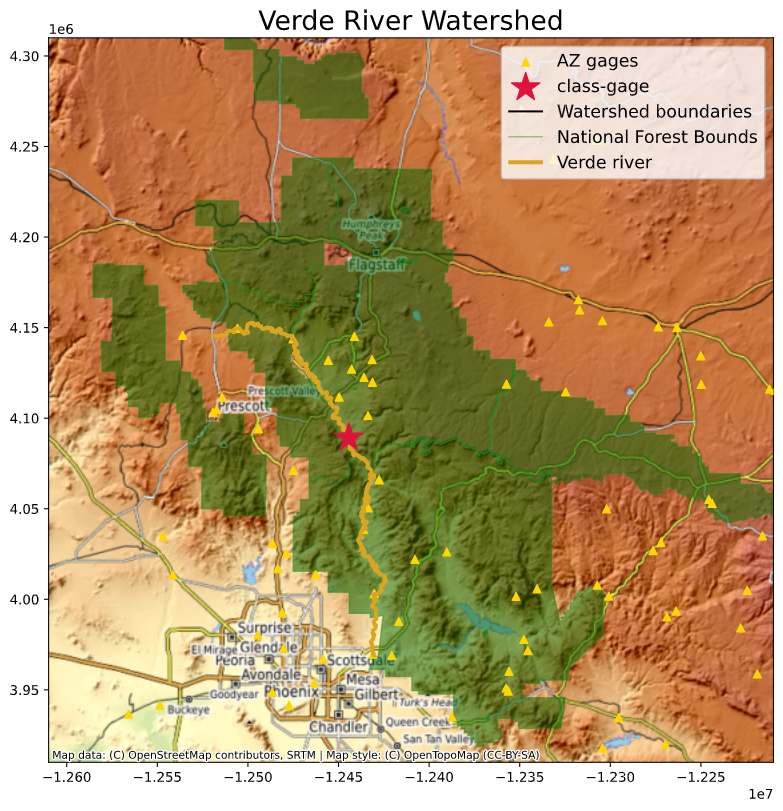 Verde River Watershed
1e6
AZ gages
class-gage
Watershed boundaries
National Forest Bounds
Verde river
4.30
4.25
4.20
4.15
4.10
4.05
4.00
3.95
Humphreys
Peak
Flagstaff
Prescott Valley
Prescott
Surprise
El Mirage
Glendale
Peoria
Scottsdale
Avondale
Mesa
Goodyear
Phoenix
Gilbert
Turk's Head
Buckeye
Chandler
Queen Creek
San Tan Valley
Map data: (C) OpenStreetMap contributors, SRTM | Map style: (C) OpenTopoMap (CC-BY-SA)
−1.260 −1.255 −1.250 −1.245 −1.240 −1.235 −1.230 −1.225
1e7